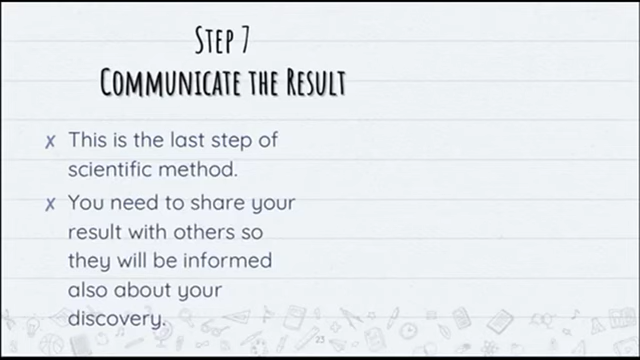 Step 7
Communicate the Result
x This is the last step of
scientific method.
x You need to share your
result with others so
they will be informed
also about your
discovery.
23